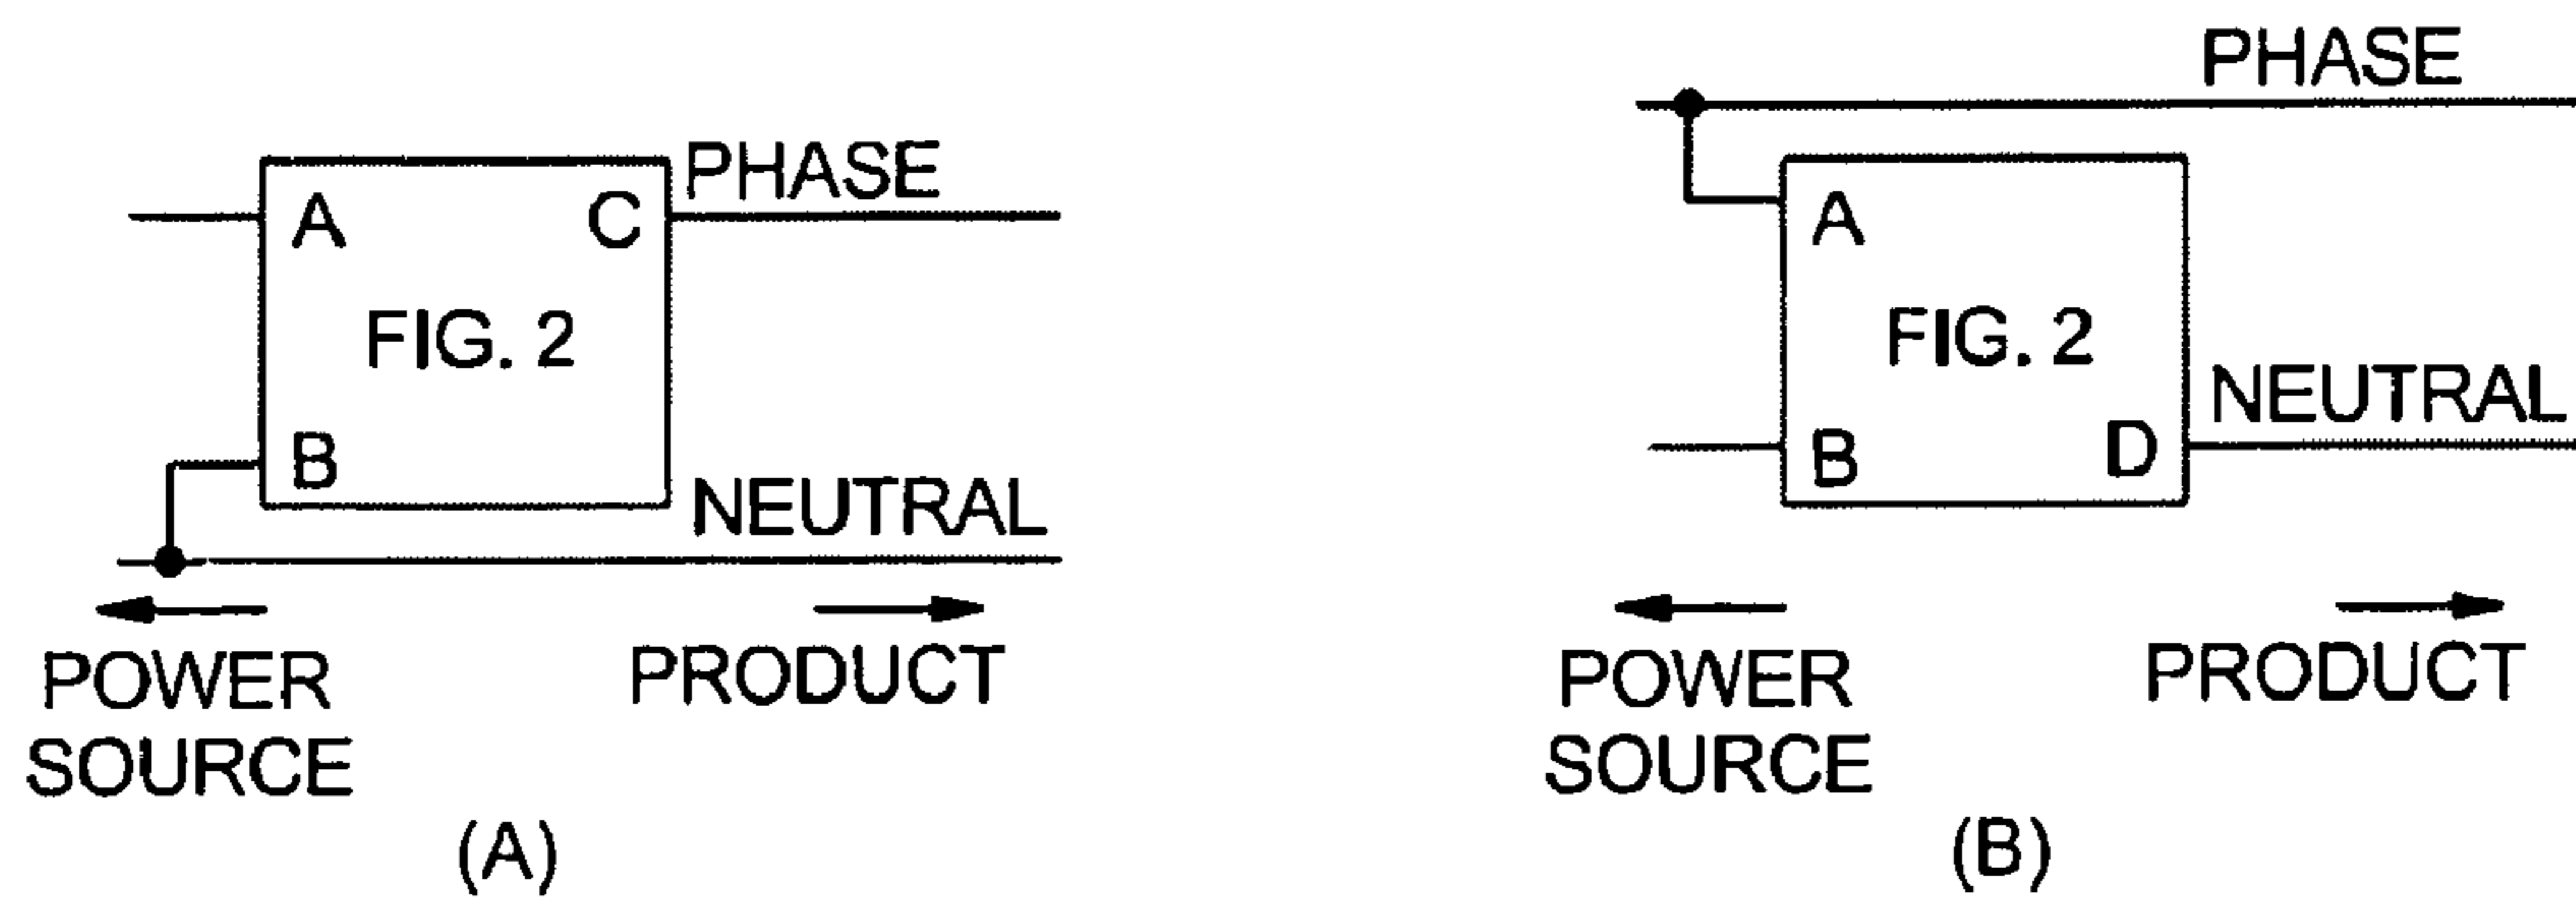 PHASE
A
C
FIG. 2
B
NEUTRAL
POWER
SOURCE
PRODUCT
(A)
PHASE
A
FIG. 2
NEUTRAL
B
D
POWER
SOURCE
PRODUCT
(B)